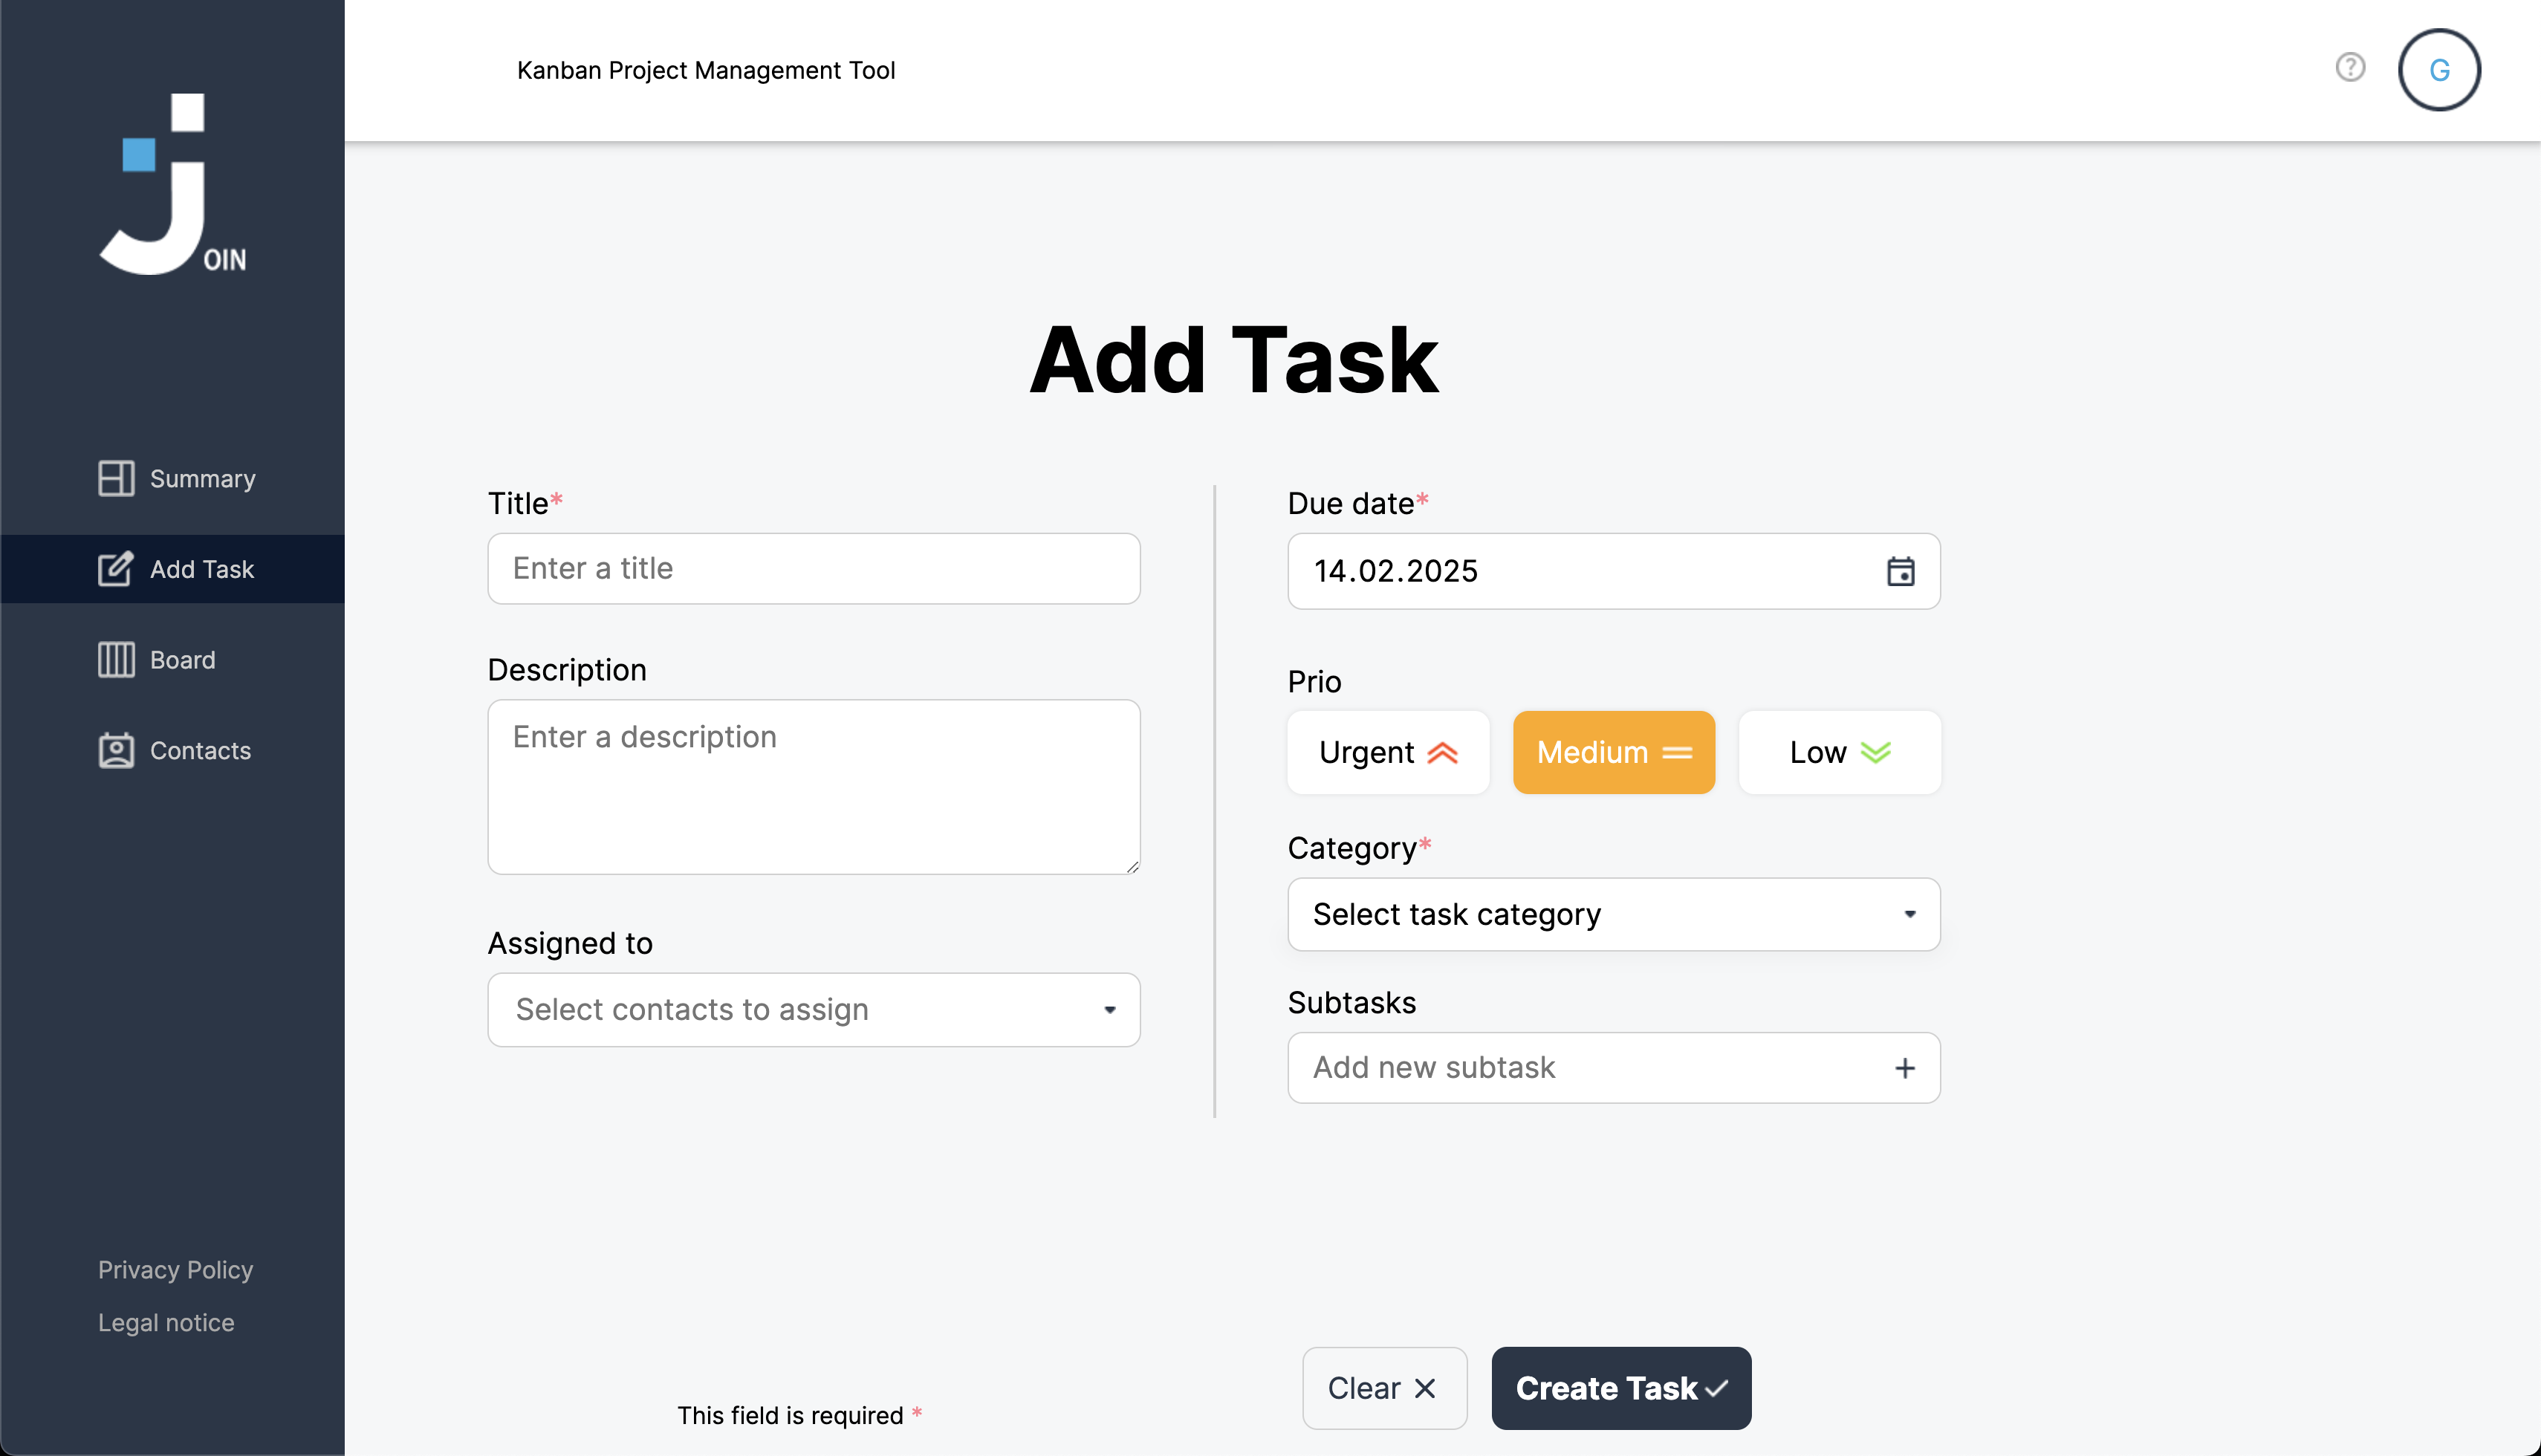 Kanban Project Management Tool
G
JOIN
Summary
Add Task
Board
Contacts
Privacy Policy
Legal notice
Add Task
Title*
Enter a title
Description
Enter a description
Assigned to
Select contacts to assign
Due date*
14.02.2025
Prio
Urgent
Medium
Low
Category*
Select task category
Subtasks
Add new subtask
+
This field is required *
Clear
Create Task